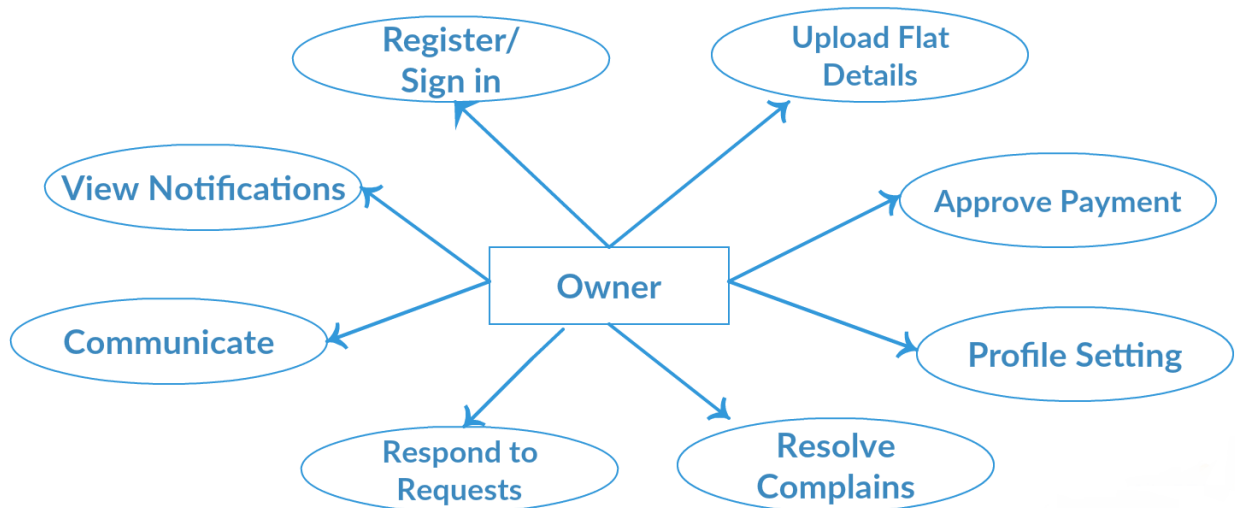 Register/
Sign in
Upload Flat
Details
View Notifications
Approve Payment
Owner
Communicate
Profile Setting
Respond to
Requests
Resolve
Complains